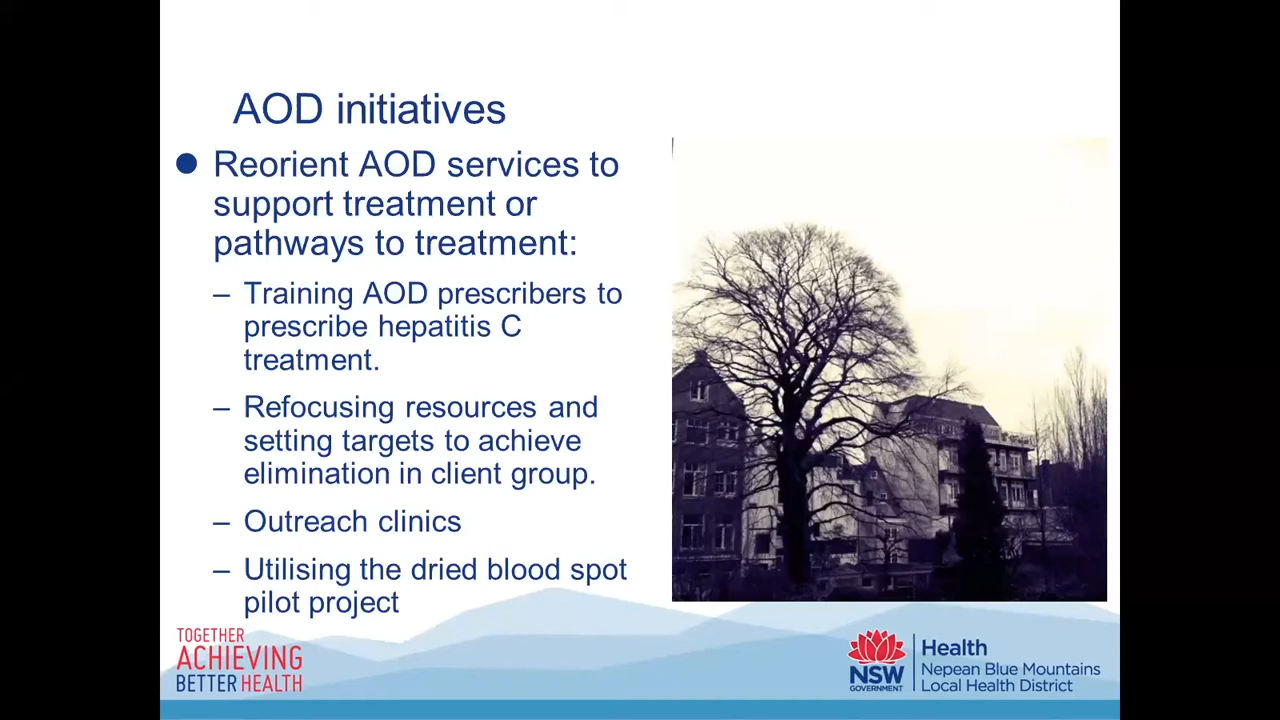 AOD initiatives
Reorient AOD services to
support treatment or
pathways to treatment:
– Training AOD prescribers to
prescribe hepatitis C
treatment.
– Refocusing resources and
setting targets to achieve
elimination in client group.
– Outreach clinics
– Utilising the dried blood spot
pilot project
TOGETHER
ACHIEVING
BETTER HEALTH
NSW
GOVERNMENT
Health
Nepean Blue Mountains
Local Health District